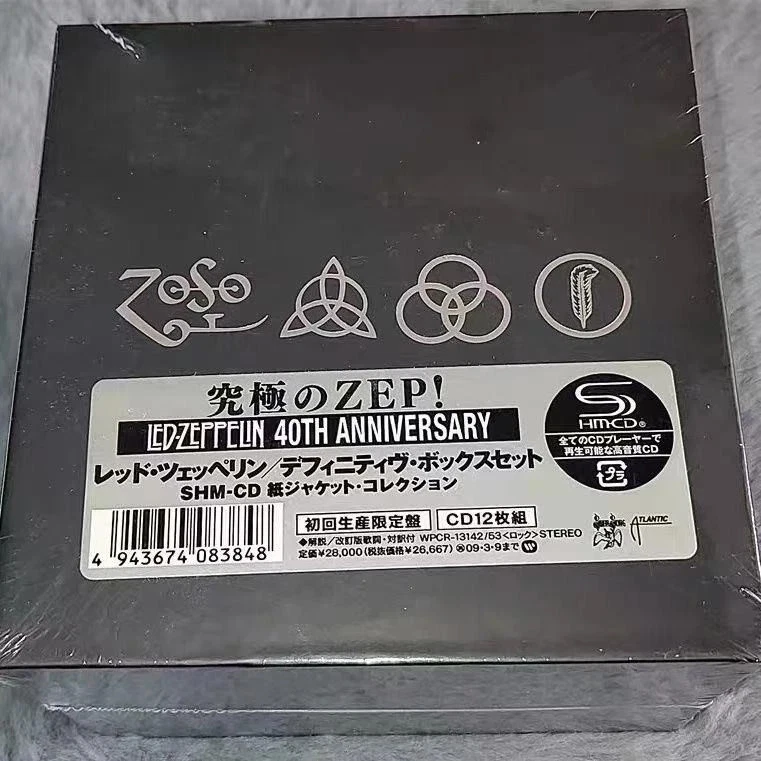 ZOSO
究極のZEP!
LED-ZEPPELIN 40TH ANNIVERSARY
レッド・ツェッペリン/デフィニティヴ・ボックスセット
SHM-CD 紙ジャケット・コレクション
初回生産限定盤 CD12枚組
◆解説/改訂版歌詞・対訳付 WPCR-13142/53<ロック>STEREO
定価¥28,000(税抜価格¥26,667) 09・3・9まで
4 943674 083848
HM-CD®
全てのCDプレーヤーで
再生可能な高音質CD
ATLANTIC